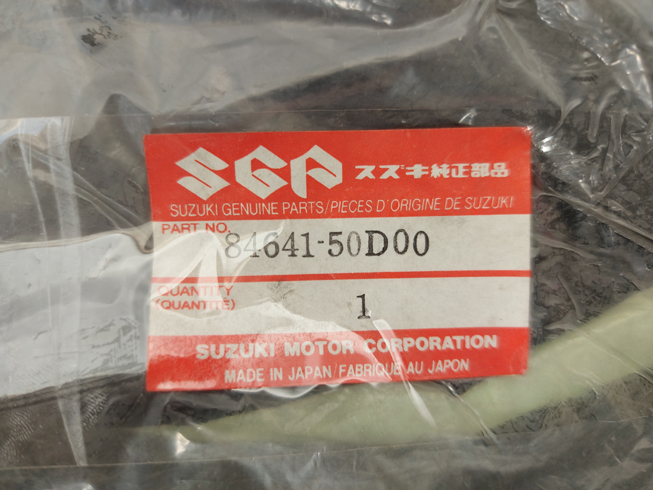 SGP スズキ純正部品
SUZUKI GENUINE PARTS/PIECES D'ORIGINE DE SUZUKI
PART NO.
84641-50D00
QUANTITY
(QUANTITÉ)
1
SUZUKI MOTOR CORPORATION
MADE IN JAPAN/FABRIQUE AU JAPON